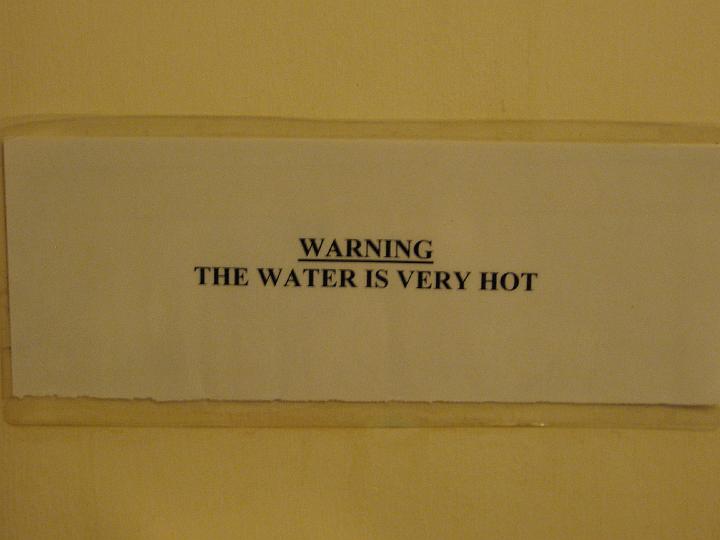 WARNING
THE WATER IS VERY HOT